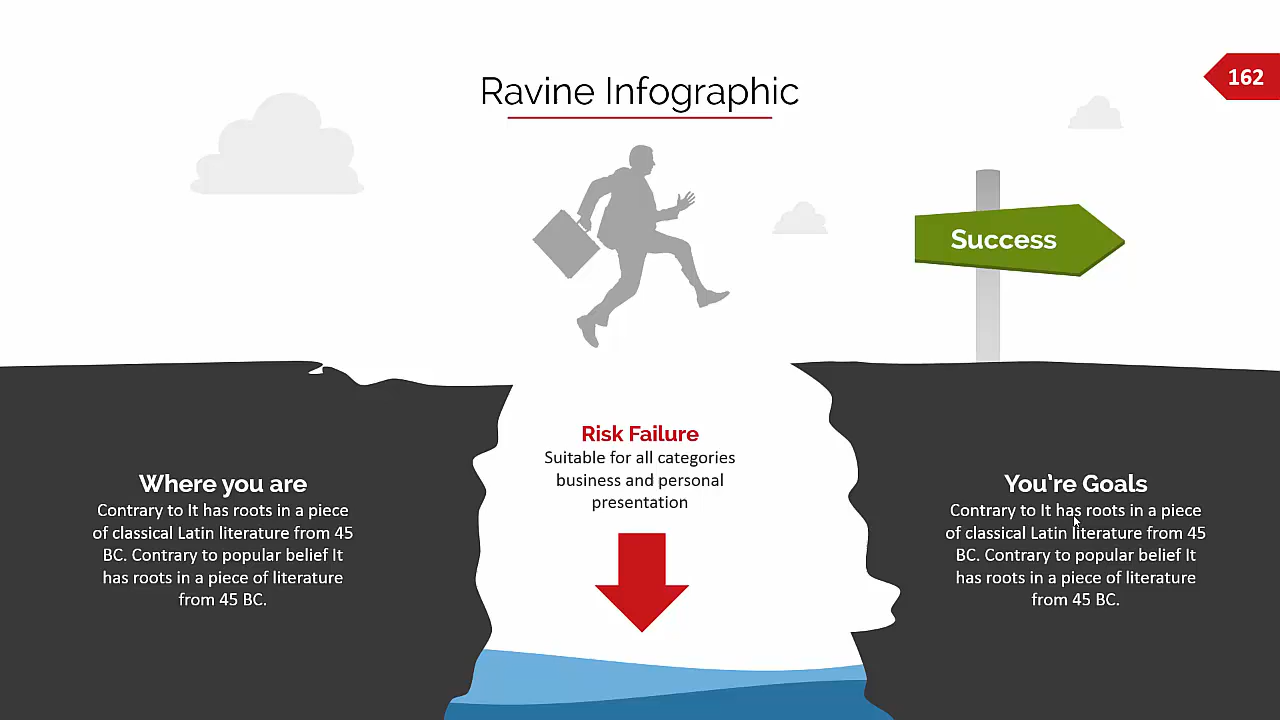 Ravine Infographic
162
Success
Risk Failure
Suitable for all categories
business and personal
presentation
Where you are
Contrary to It has roots in a piece
of classical Latin literature from 45
BC. Contrary to popular belief It
has roots in a piece of literature
from 45 BC.
You're Goals
Contrary to It has roots in a piece
of classical Latin literature from 45
BC. Contrary to popular belief It
has roots in a piece of literature
from 45 BC.